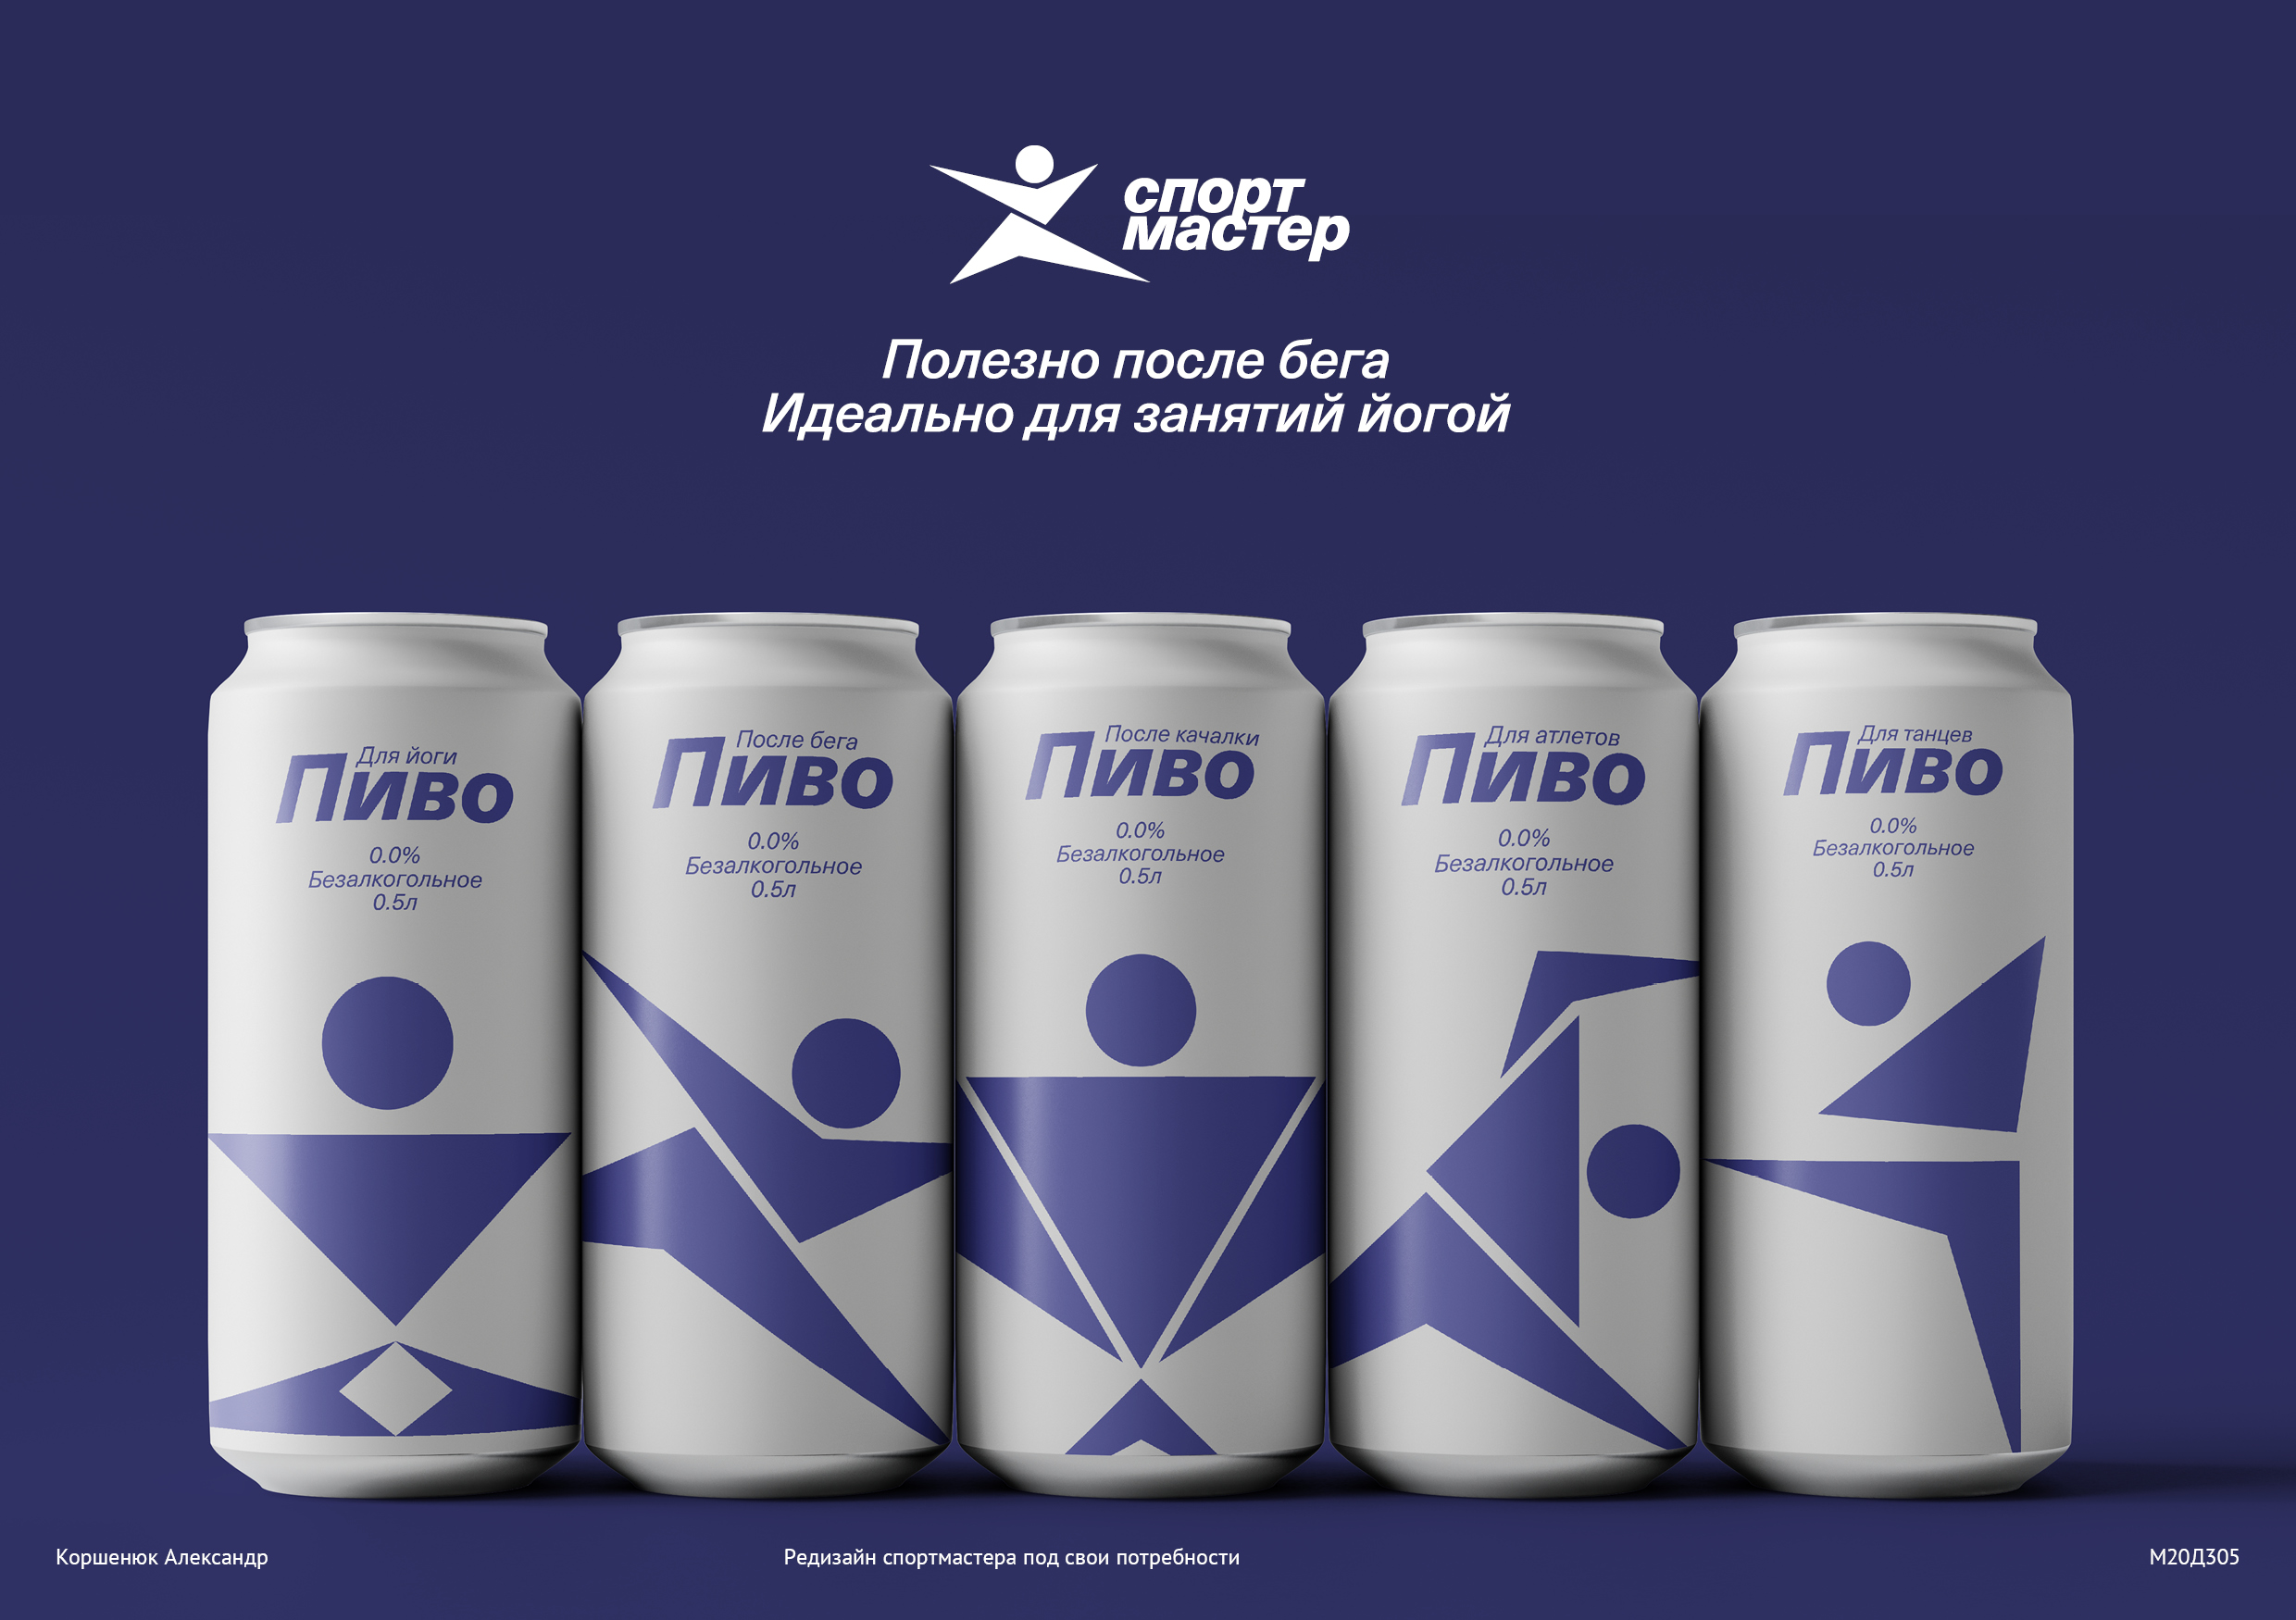 спорт
мастер
Полезно после бега
Идеально для занятий йогой
Для йоги
Пиво
0.0%
Безалкогольное
0.5л
После бега
Пиво
0.0%
Безалкогольное
0.5л
После качалки
Пиво
0.0%
Безалкогольное
0.5л
Для атлетов
Пиво
0.0%
Безалкогольное
0.5л
Для танцев
Пиво
0.0%
Безалкогольное
0.5л
Коршенюк Александр
Редизайн спортмастера под свои потребности
М20Д305